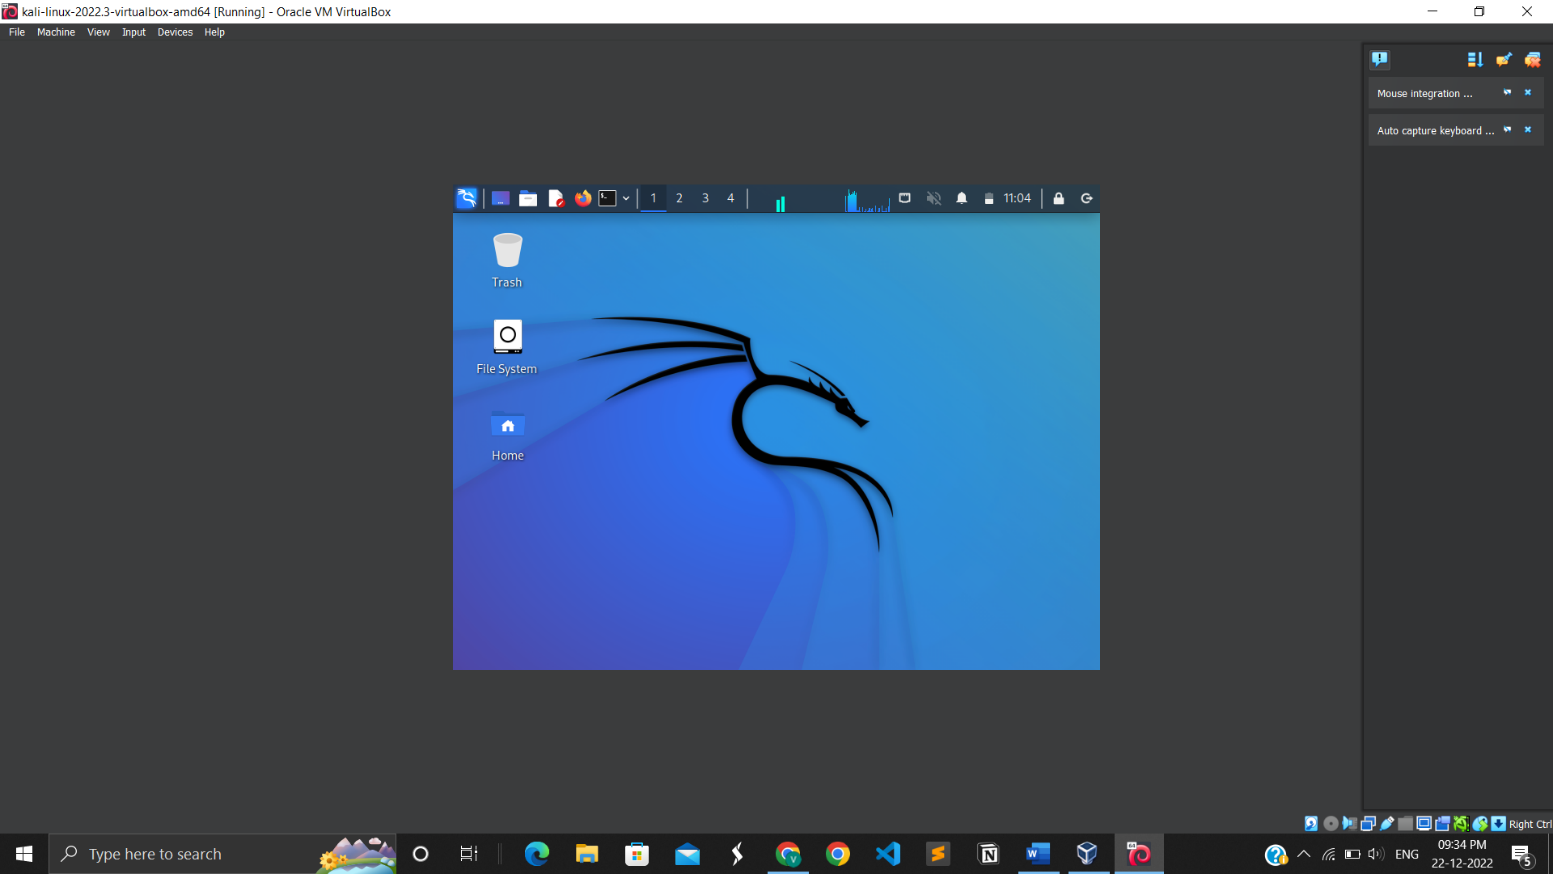 kali-linux-2022.3-virtualbox-amd64 [Running] - Oracle VM VirtualBox
File Machine View Input Devices Help
Mouse integration ...
Auto capture keyboard ...
1 2 3 4 11:04
Trash
File System
Home
Right Ctrl
Type here to search
ENG
09:34 PM
22-12-2022
5